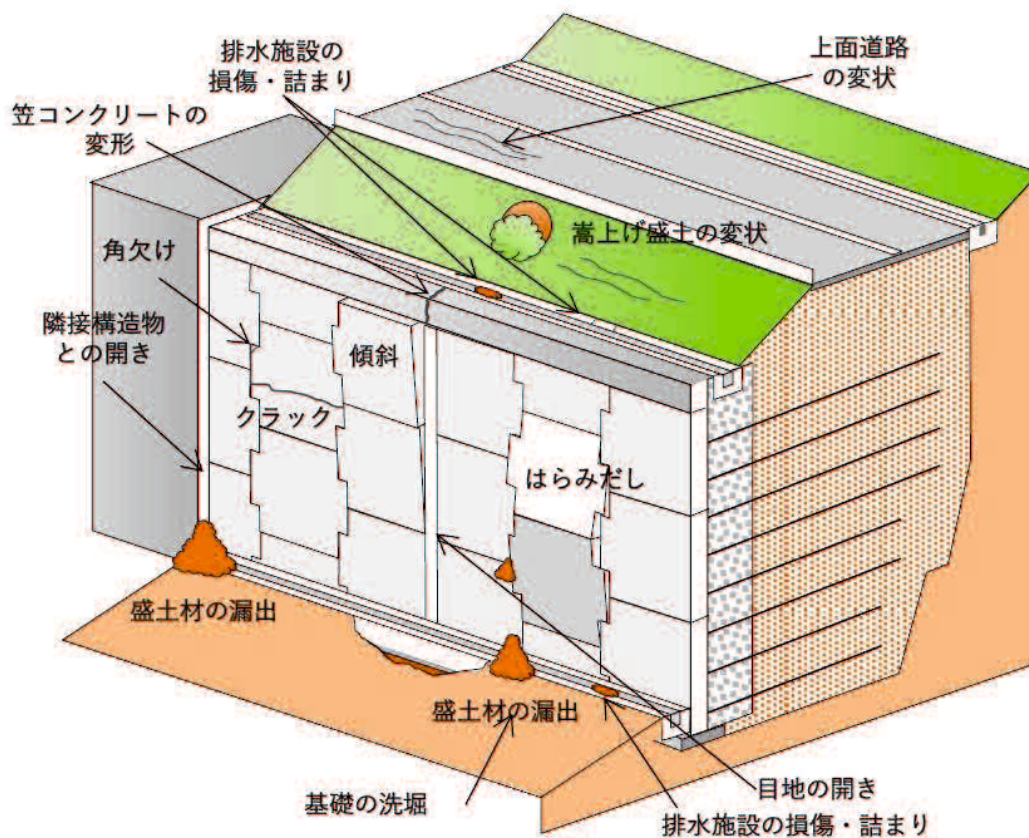 排水施設の
損傷・詰まり
上面道路
の変状
笠コンクリートの
変形
嵩上げ盛土の変状
角欠け
隣接構造物
との開き
傾斜
クラック
はらみだし
盛土材の漏出
盛土材の漏出
基礎の洗堀
目地の開き
排水施設の損傷・詰まり